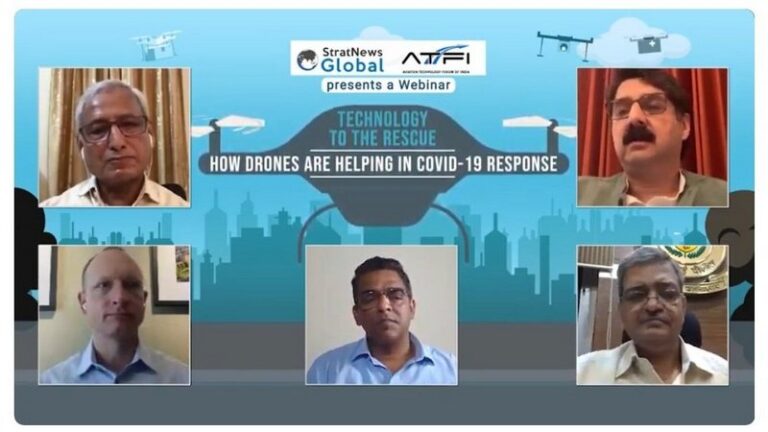 StratNews
Global
ATFI
AVIATION TECHNOLOGY FORUM OF INDIA
presents a Webinar
TECHNOLOGY
TO THE RESCUE
HOW DRONES ARE HELPING IN COVID-19 RESPONSE